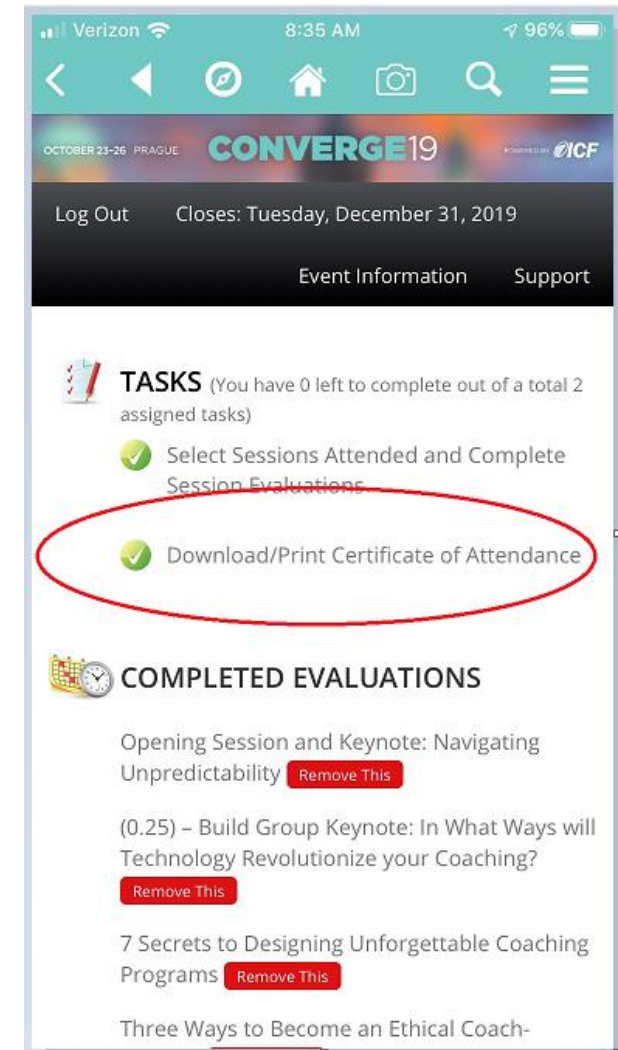 Verizon 8:35 AM 96%
OCTOBER 23-26 PRAGUE CONVERGE19 POWERED BY ICF
Log Out Closes: Tuesday, December 31, 2019
Event Information Support
TASKS (You have 0 left to complete out of a total 2
assigned tasks)
Select Sessions Attended and Complete
Session Evaluations
Download/Print Certificate of Attendance
COMPLETED EVALUATIONS
Opening Session and Keynote: Navigating
Unpredictability Remove This
(0.25) – Build Group Keynote: In What Ways will
Technology Revolutionize your Coaching?
Remove This
7 Secrets to Designing Unforgettable Coaching
Programs Remove This
Three Ways to Become an Ethical Coach-